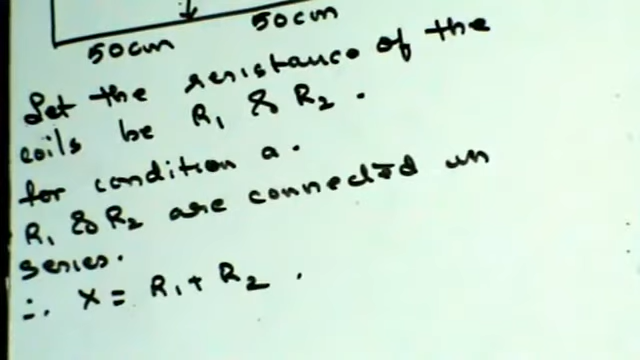 50cm 50cm
Let the resistance of the
coils be R₁ & R₂.
for condition a.
R₁ & R₂ are connected in
series.
∴ X = R₁ + R₂.